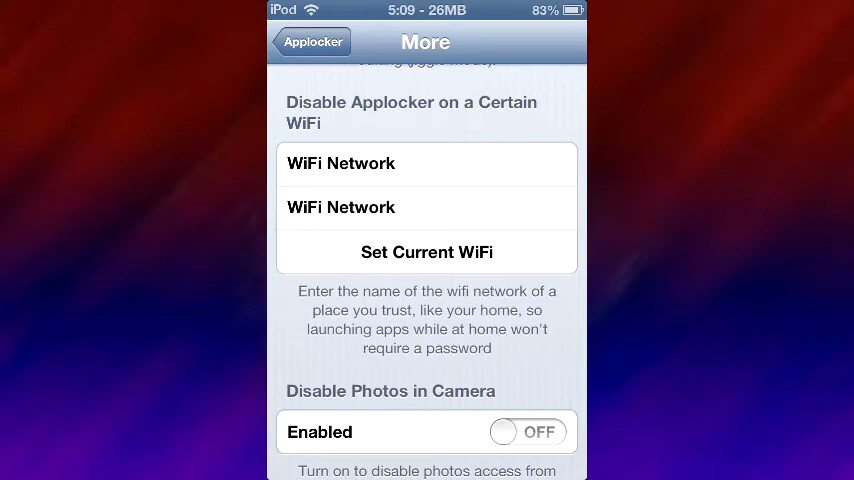 iPod 5:09 - 26MB 83%
Applocker More
Disable Applocker on a Certain
WiFi
WiFi Network
WiFi Network
Set Current WiFi
Enter the name of the wifi network of a
place you trust, like your home, so
launching apps while at home won't
require a password
Disable Photos in Camera
Enabled OFF
Turn on to disable photos access from